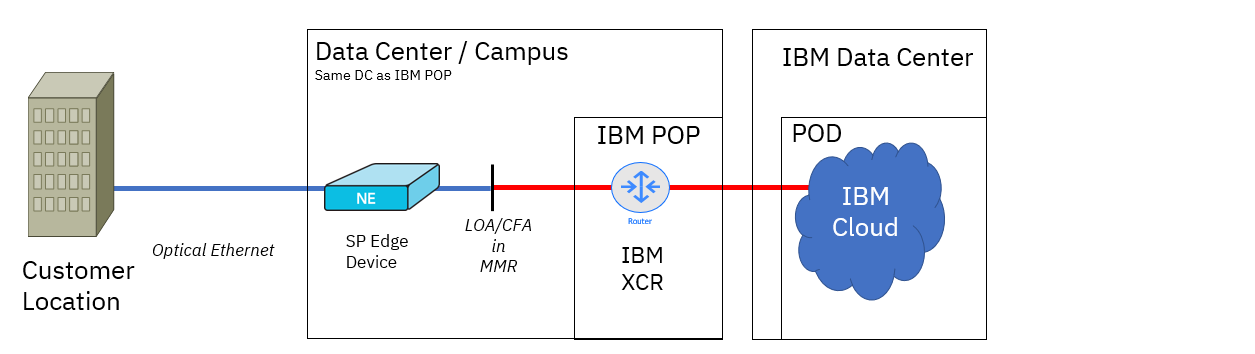 Data Center / Campus
Same DC as IBM POP
IBM Data Center
IBM POP
POD
NE
Router
IBM
Cloud
Optical Ethernet
SP Edge
Device
LOA/CFA
in
MMR
IBM
XCR
Customer
Location